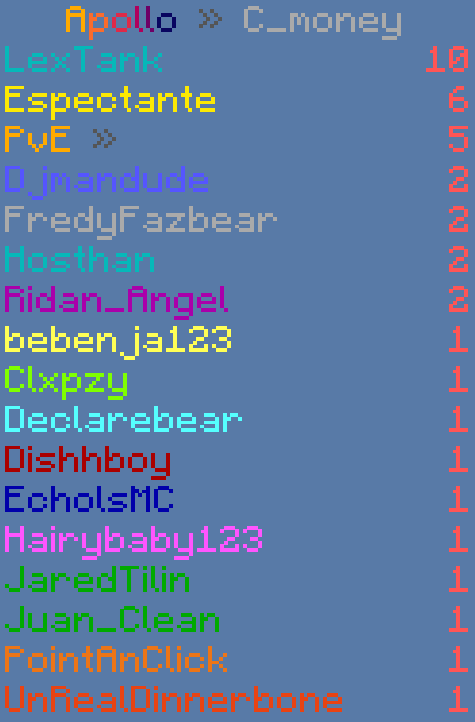 Apollo » C_money
LexTank 10
Espectante 6
PvE » 5
Djmandude 2
FredyFazbear 2
Hosthan 2
Ridan_Angel 2
bebenja123 1
Clxpzy 1
Declarebear 1
Dishhboy 1
EcholsMC 1
Hairybaby123 1
JaredTilin 1
Juan_Clean 1
PointAnClick 1
UnRealDinnerbone 1